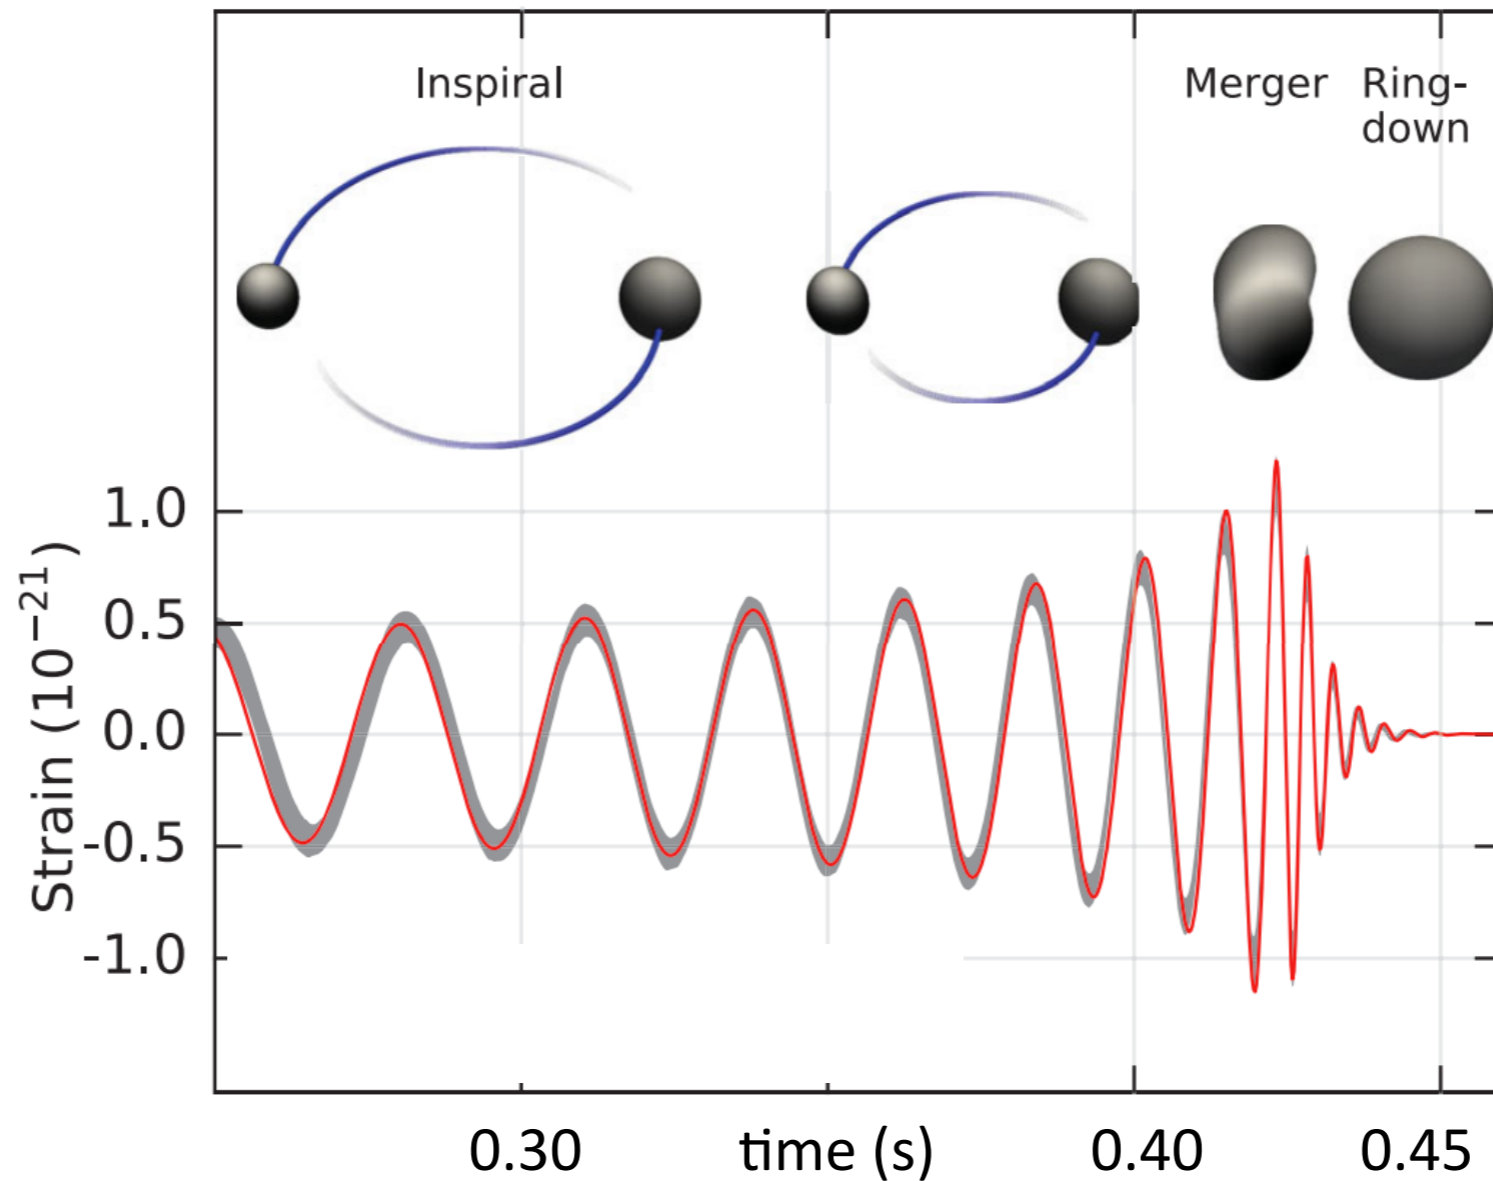 Inspiral
Merger
Ring-
down
Strain (10⁻²¹)
1.0
0.5
0.0
-0.5
-1.0
0.30
time (s)
0.40
0.45